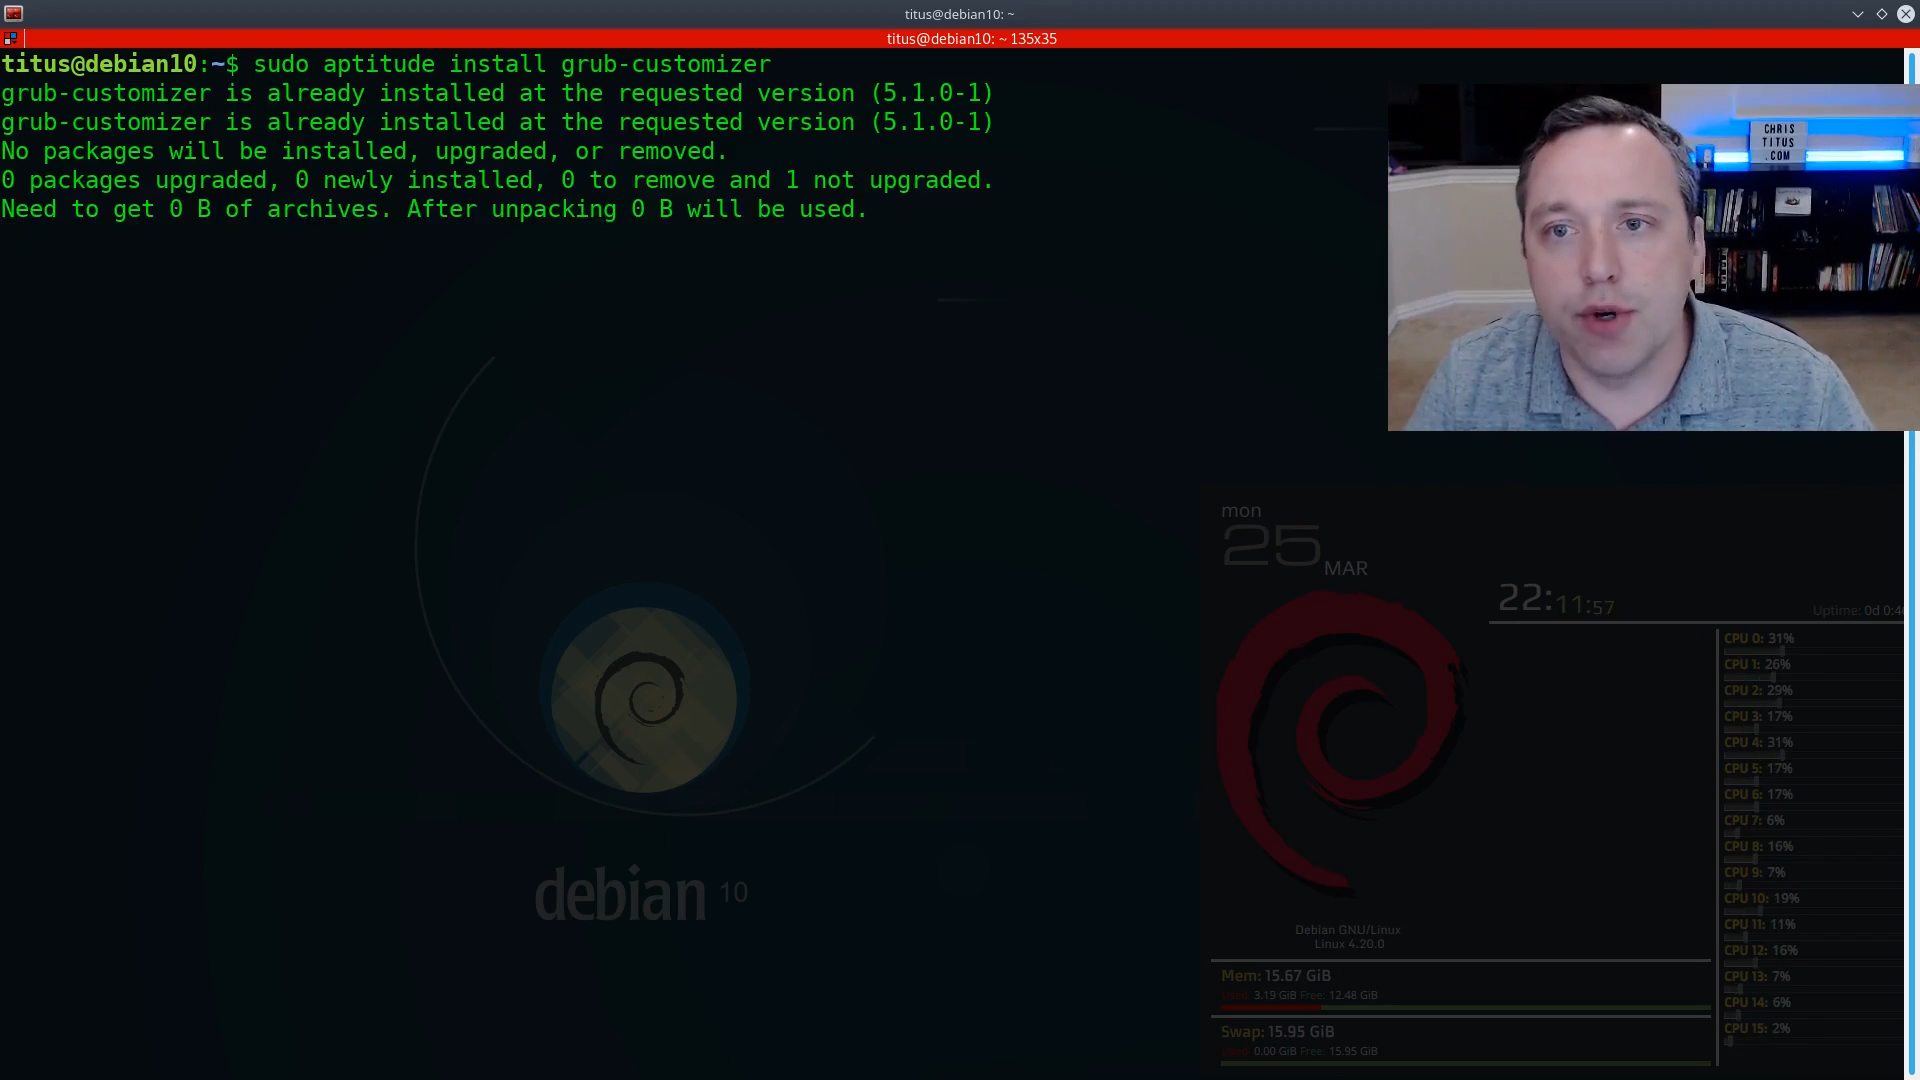 titus@debian10: ~
titus@debian10: ~ 135x35
titus@debian10:~$ sudo aptitude install grub-customizer
grub-customizer is already installed at the requested version (5.1.0-1)
grub-customizer is already installed at the requested version (5.1.0-1)
No packages will be installed, upgraded, or removed.
0 packages upgraded, 0 newly installed, 0 to remove and 1 not upgraded.
Need to get 0 B of archives. After unpacking 0 B will be used.
CHRIS
TITUS
.COM
mon
25
MAR
22:11:57
Uptime: 0d
debian 10
Debian GNU/Linux
Linux 4.20.0
Mem: 15.67 GiB
Used: 3.19 GiB Free: 12.48 GiB
Swap: 15.95 GiB
Used: 0.00 GiB Free: 15.95 GiB
CPU 0: 31%
CPU 1: 26%
CPU 2: 29%
CPU 3: 17%
CPU 4: 31%
CPU 5: 17%
CPU 6: 17%
CPU 7: 6%
CPU 8: 16%
CPU 9: 7%
CPU 10: 19%
CPU 11: 11%
CPU 12: 16%
CPU 13: 7%
CPU 14: 6%
CPU 15: 2%